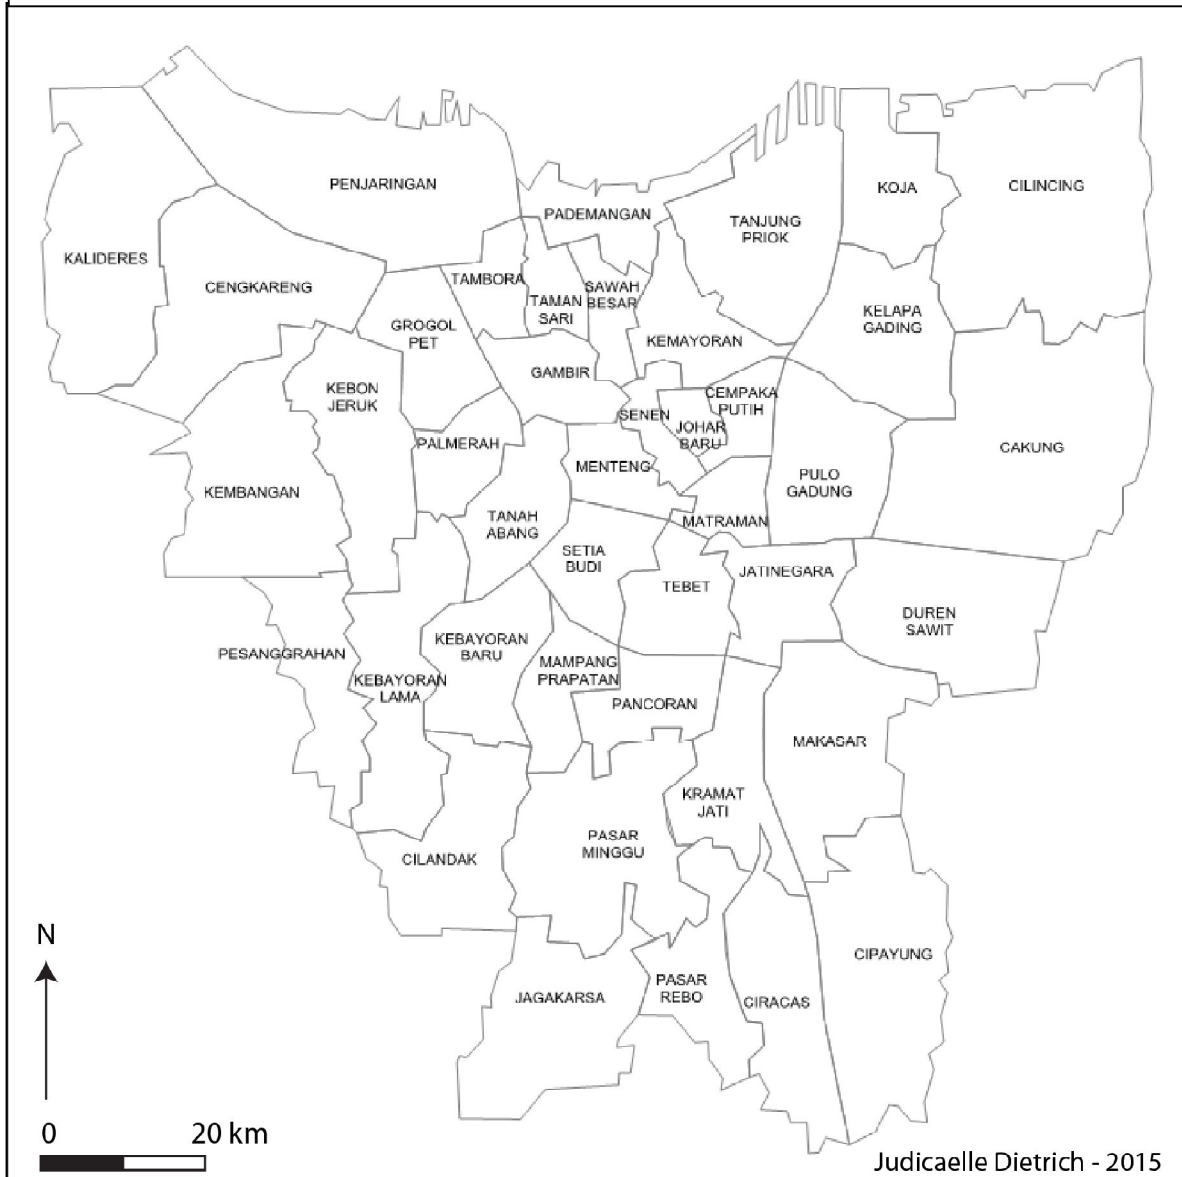 PENJARINGAN
KOJA
CILINCING
PADEMANGAN
TANJUNG
PRIOK
KALIDERES
CENGKARENG
TAMBORA
TAMAN
SARI
SAWAH
BESAR
KELAPA
GADING
GROGOL
PET
KEMAYORAN
GAMBIR
KEBON
JERUK
CEMPAKA
PUTIH
SENEN
JOHAR
BARU
PALMERAH
CAKUNG
MENTENG
PULO
GADUNG
KEMBANGAN
TANAH
ABANG
MATRAMAN
SETIA
BUDI
JATINEGARA
TEBET
DUREN
SAWIT
PESANGGRAHAN
KEBAYORAN
BARU
MAMPANG
PRAPATAN
KEBAYORAN
LAMA
PANCORAN
MAKASAR
KRAMAT
JATI
PASAR
MINGGU
CILANDAK
CIPAYUNG
JAGAKARSA
PASAR
REBO
CIRACAS
N
0 20 km
Judicaelle Dietrich - 2015